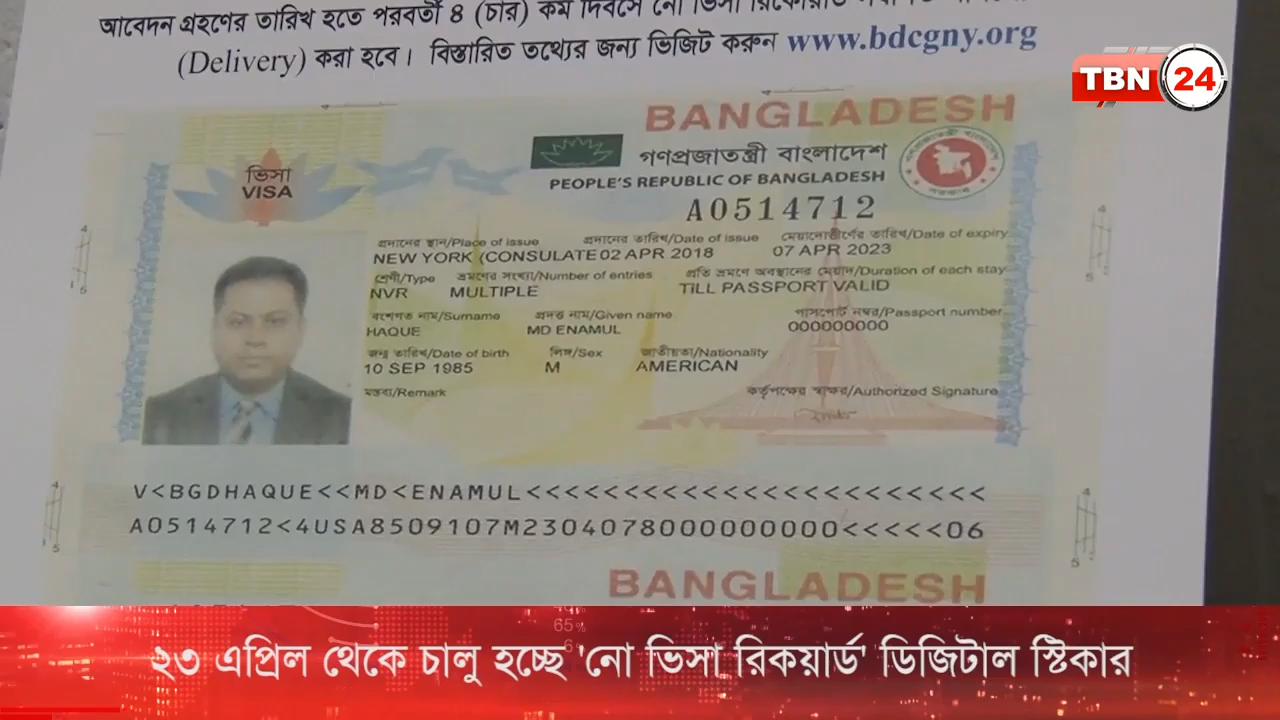 আবেদন গ্রহণের তারিখ হতে পরবর্তী ৪ (চার) কর্ম দিবসে নো ভিসা
(Delivery) করা হবে। বিস্তারিত তথ্যের জন্য ভিজিট করুন www.bdcgny.org
TBN 24
BANGLADESH
ভিসা
VISA
গণপ্রজাতন্ত্রী বাংলাদেশ
PEOPLE'S REPUBLIC OF BANGLADESH
A0514712
প্রদানের স্থান/Place of issue প্রদানের তারিখ/Date of issue মেয়াদোত্তীর্ণের তারিখ/Date of expiry
NEW YORK (CONSULATE 02 APR 2018 07 APR 2023
শ্রেণী/Type ভ্রমণের সংখ্যা/Number of entries প্রতি ভ্রমণে অবস্থানের মেয়াদ/Duration of each stay
NVR MULTIPLE TILL PASSPORT VALID
বংশগত নাম/Surname প্রদত্ত নাম/Given name পাসপোর্ট নম্বর/Passport number
HAQUE MD ENAMUL 000000000
জন্ম তারিখ/Date of birth লিঙ্গ/Sex জাতীয়তা/Nationality
10 SEP 1985 M AMERICAN
মন্তব্য/Remark কর্তৃপক্ষের স্বাক্ষর/Authorized Signature
V<BGDHAQUE<<MD<ENAMUL<<<<<<<<<<<<<<<<<<<<<<<
A0514712<4USA8509107M2304078000000000<<<<<06
BANGLADESH
65%
২৩ এপ্রিল থেকে চালু হচ্ছে 'নো ভিসা রিকয়ার্ড' ডিজিটাল স্টিকার